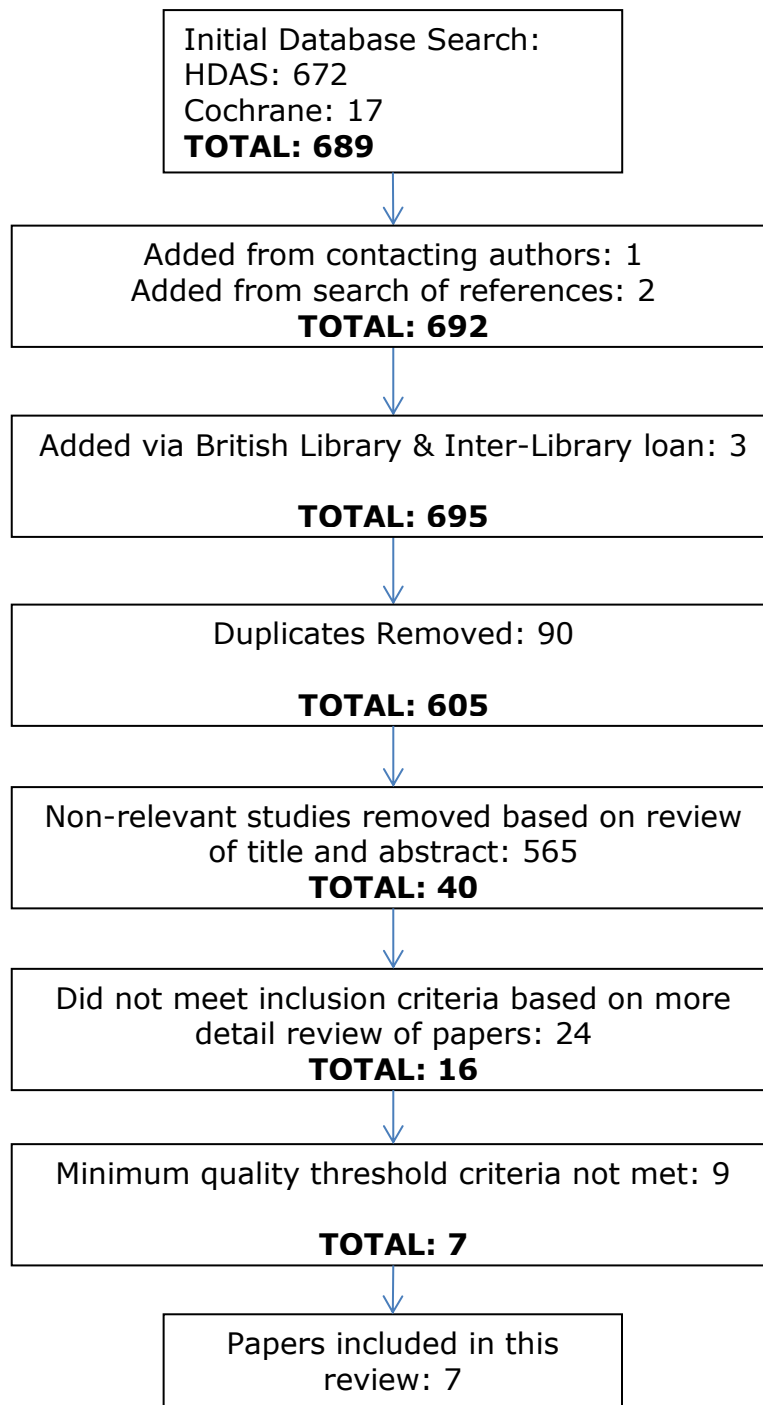 Initial Database Search:
HDAS: 672
Cochrane: 17
TOTAL: 689
Added from contacting authors: 1
Added from search of references: 2
TOTAL: 692
Added via British Library & Inter-Library loan: 3
TOTAL: 695
Duplicates Removed: 90
TOTAL: 605
Non-relevant studies removed based on review
of title and abstract: 565
TOTAL: 40
Did not meet inclusion criteria based on more
detail review of papers: 24
TOTAL: 16
Minimum quality threshold criteria not met: 9
TOTAL: 7
Papers included in this
review: 7